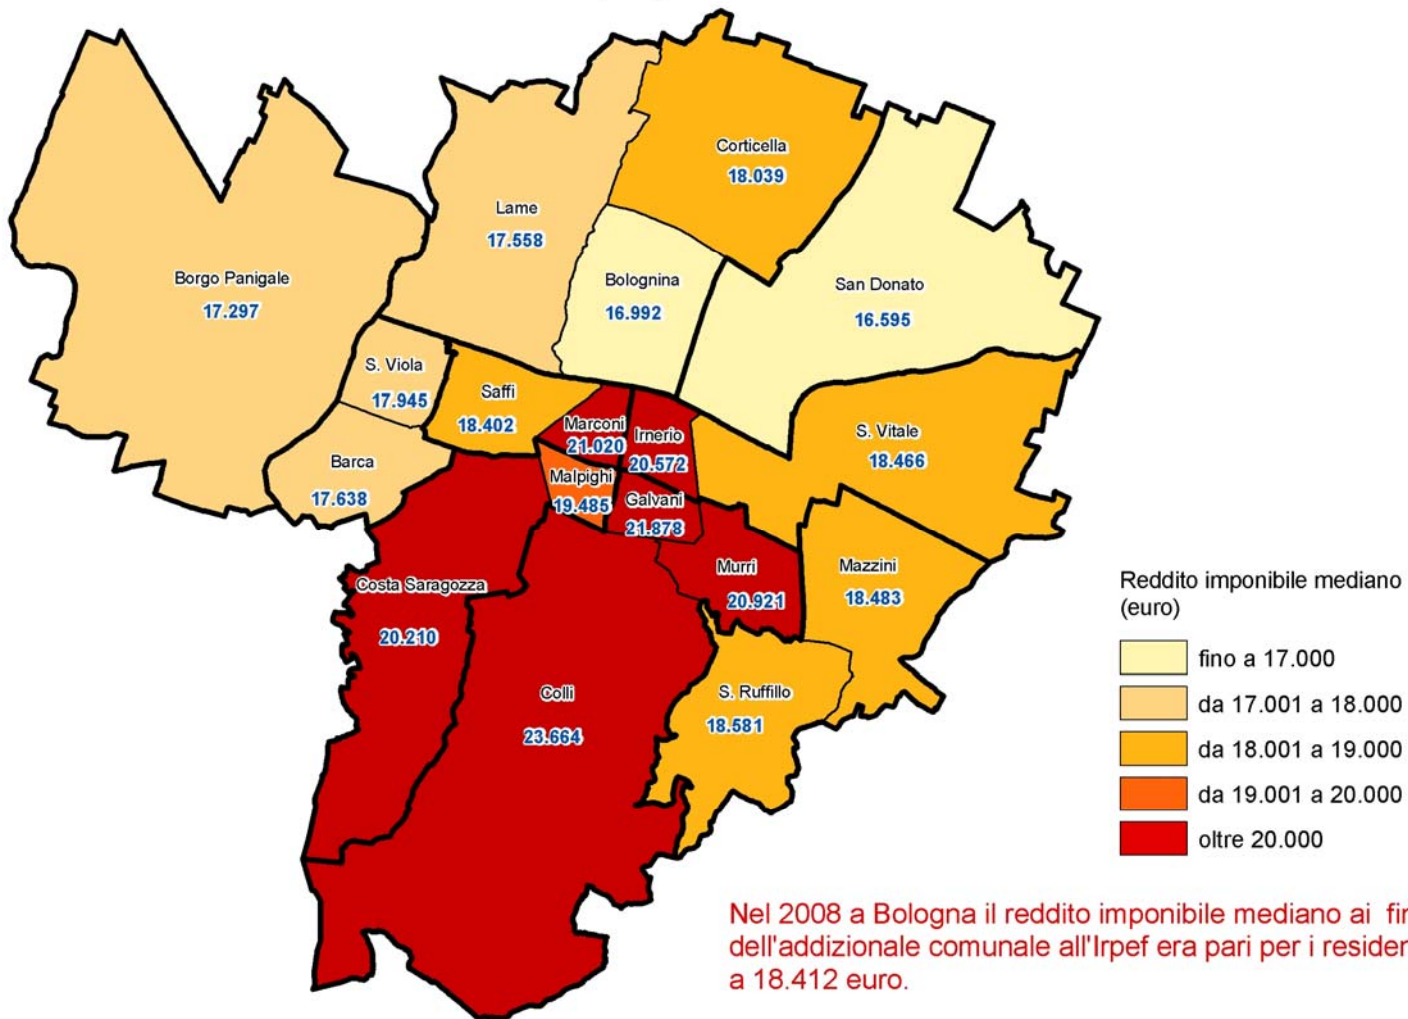 Corticella
18.039
Lame
17.558
Borgo Panigale
17.297
Bolognina
16.992
San Donato
16.595
S. Viola
17.945
Saffi
18.402
Marconi
21.020
Irnerio
20.572
S. Vitale
18.466
Barca
17.638
Malpighi
19.485
Galvani
21.878
Murri
20.921
Mazzini
18.483
Costa Saragozza
20.210
Colli
23.664
S. Ruffillo
18.581
Reddito imponibile mediano
(euro)
fino a 17.000
da 17.001 a 18.000
da 18.001 a 19.000
da 19.001 a 20.000
oltre 20.000
Nel 2008 a Bologna il reddito imponibile mediano ai
dell'addizionale comunale all'Irpef era pari per i
a 18.412 euro.